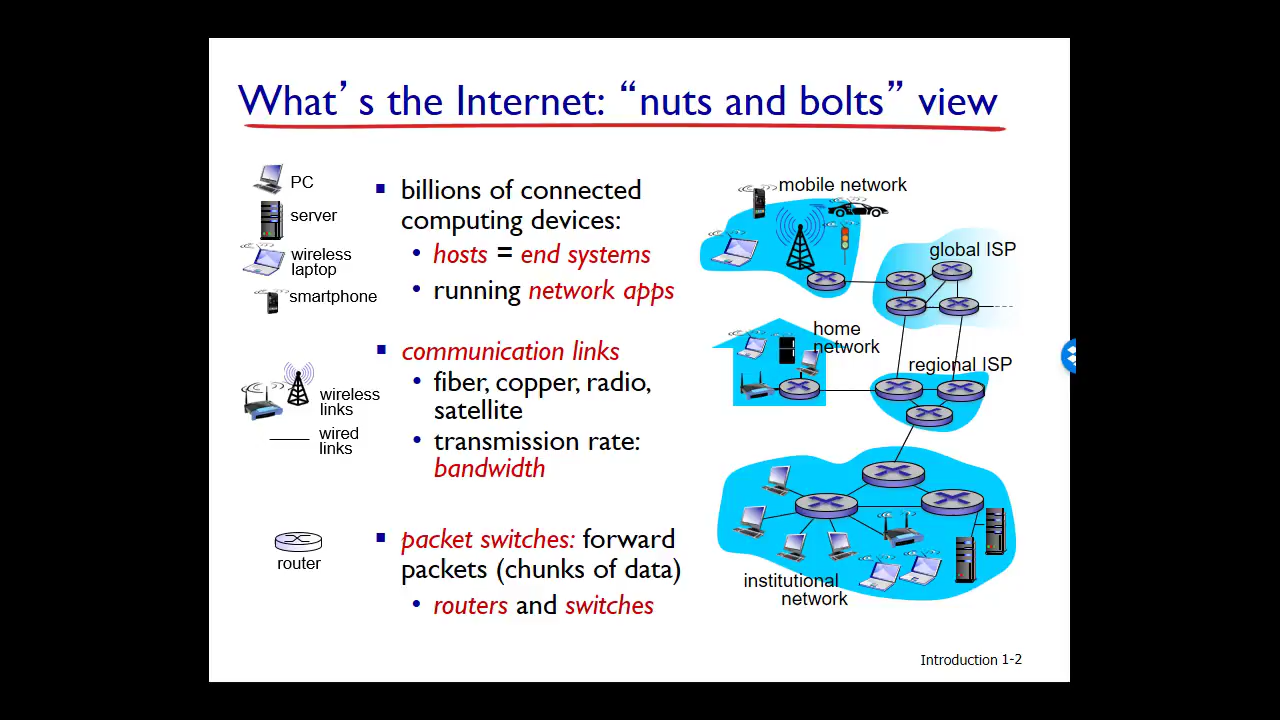 What's the Internet: “nuts and bolts” view
PC
server
wireless
laptop
smartphone
wireless
links
wired
links
router
billions of connected
computing devices:
hosts = end systems
running network apps
communication links
fiber, copper, radio,
satellite
transmission rate:
bandwidth
packet switches: forward
packets (chunks of data)
routers and switches
mobile network
global ISP
home
network
regional ISP
institutional
network
Introduction 1-2